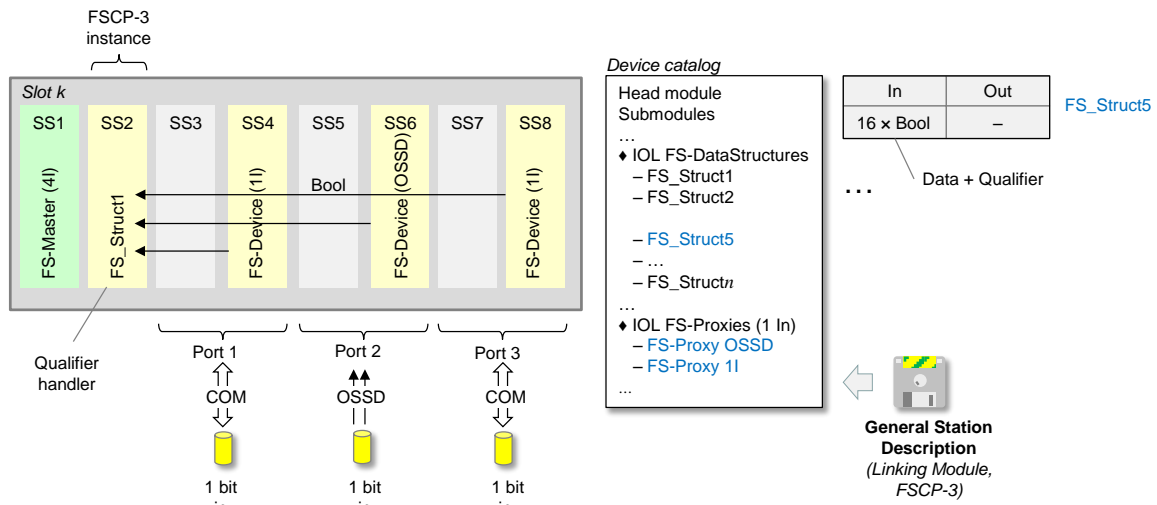 FSCP-3
instance
Slot k
SS1
SS2
SS3
SS4
SS5
SS6
SS7
SS8
FS-Master (4I)
FS_Struct1
FS-Device (1I)
FS-Device (OSSD)
FS-Device (1I)
Bool
Qualifier
handler
Port 1
Port 2
Port 3
COM
OSSD
COM
1 bit
1 bit
1 bit
Device catalog
Head module
Submodules
…
♦ IOL FS-DataStructures
– FS_Struct1
– FS_Struct2
– FS_Struct5
– …
– FS_Structn
…
♦ IOL FS-Proxies (1 In)
– FS-Proxy OSSD
– FS-Proxy 1I
...
In Out
16 × Bool –
FS_Struct5
Data + Qualifier
...
General Station
Description
(Linking Module,
FSCP-3)